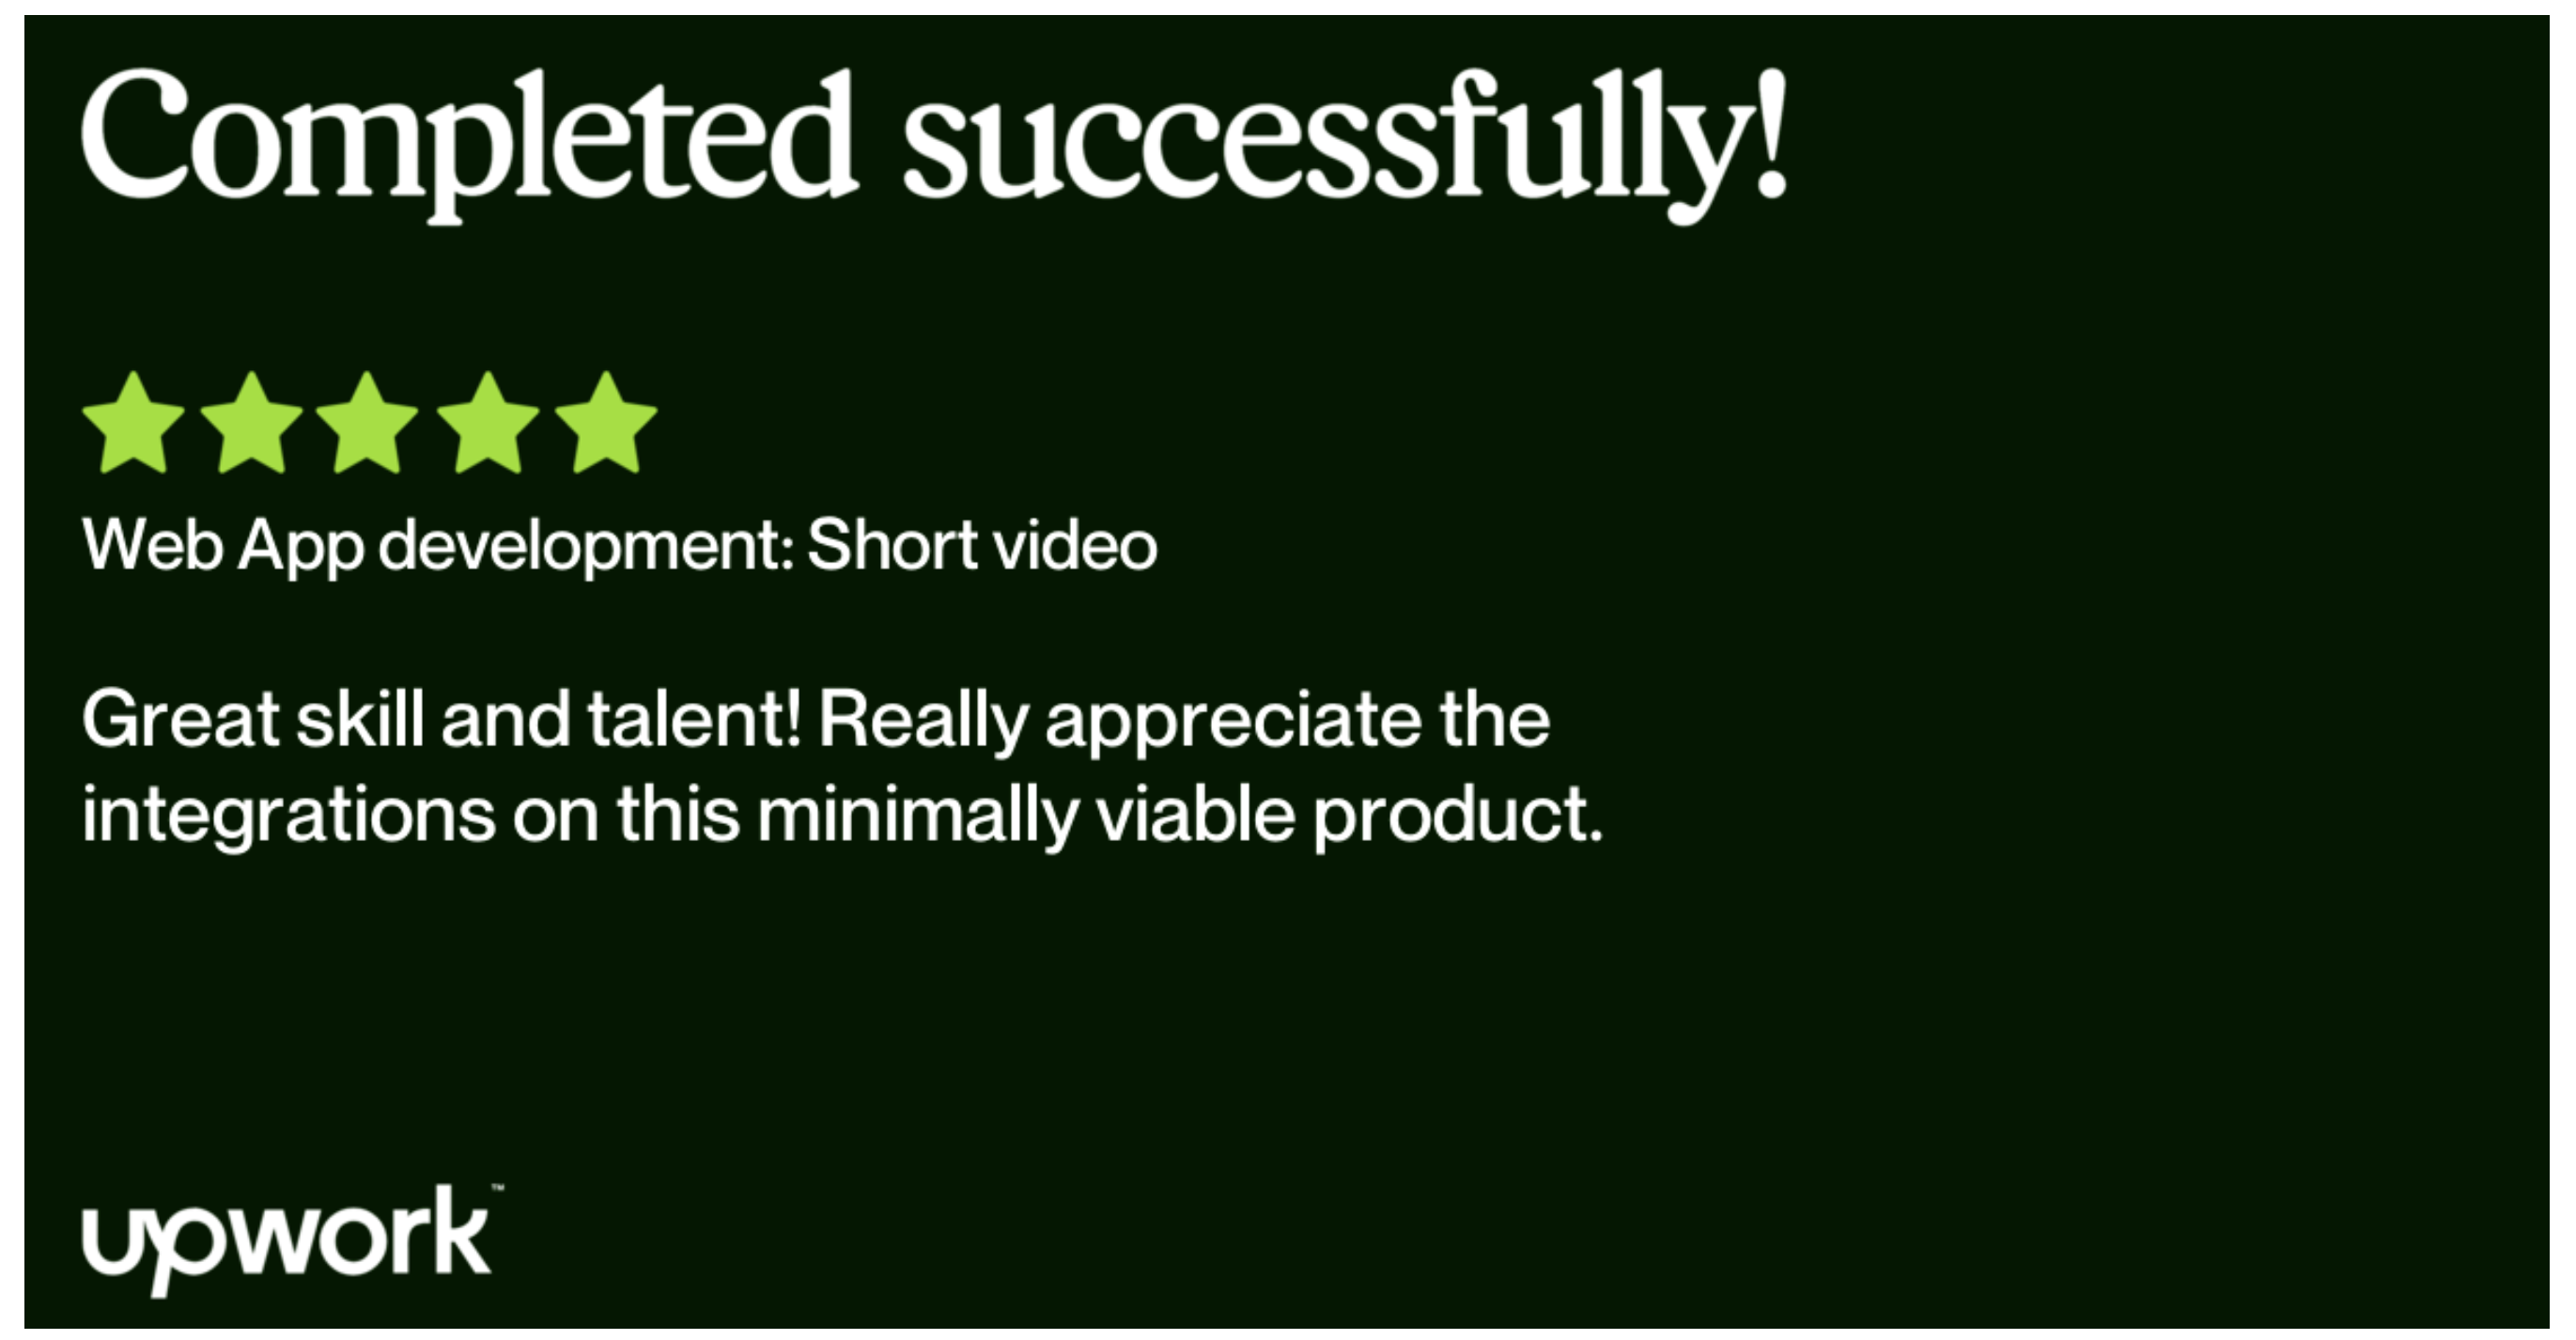 Completed successfully!
Web App development: Short video
Great skill and talent! Really appreciate the
integrations on this minimally viable product.
upwork™